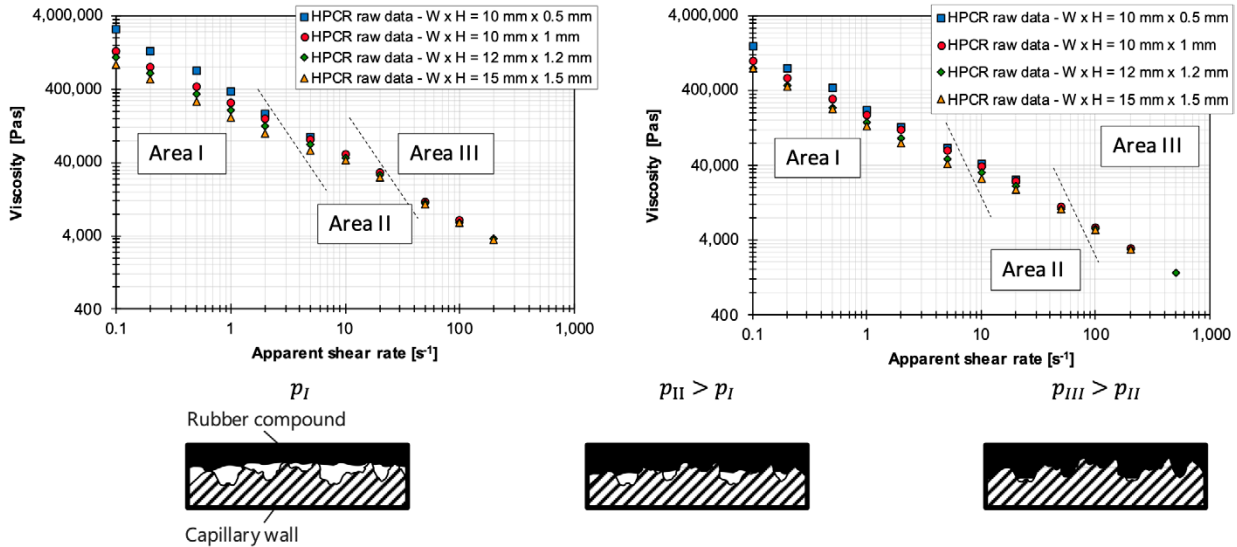 4,000,000
400,000
40,000
4,000
400
Viscosity [Pas]
HPCR raw data - W x H = 10 mm x 0.5 mm
HPCR raw data - W x H = 10 mm x 1 mm
HPCR raw data - W x H = 12 mm x 1.2 mm
HPCR raw data - W x H = 15 mm x 1.5 mm
Area I
Area III
Area II
0.1 1 10 100 1,000
Apparent shear rate [s⁻¹]
4,000,000
400,000
40,000
4,000
400
Viscosity [Pas]
HPCR raw data - W x H = 10 mm x 0.5 mm
HPCR raw data - W x H = 10 mm x 1 mm
HPCR raw data - W x H = 12 mm x 1.2 mm
HPCR raw data - W x H = 15 mm x 1.5 mm
Area I
Area III
Area II
0.1 1 10 100 1,000
Apparent shear rate [s⁻¹]
p_I
p_II > p_I
p_III > p_II
Rubber compound
Capillary wall